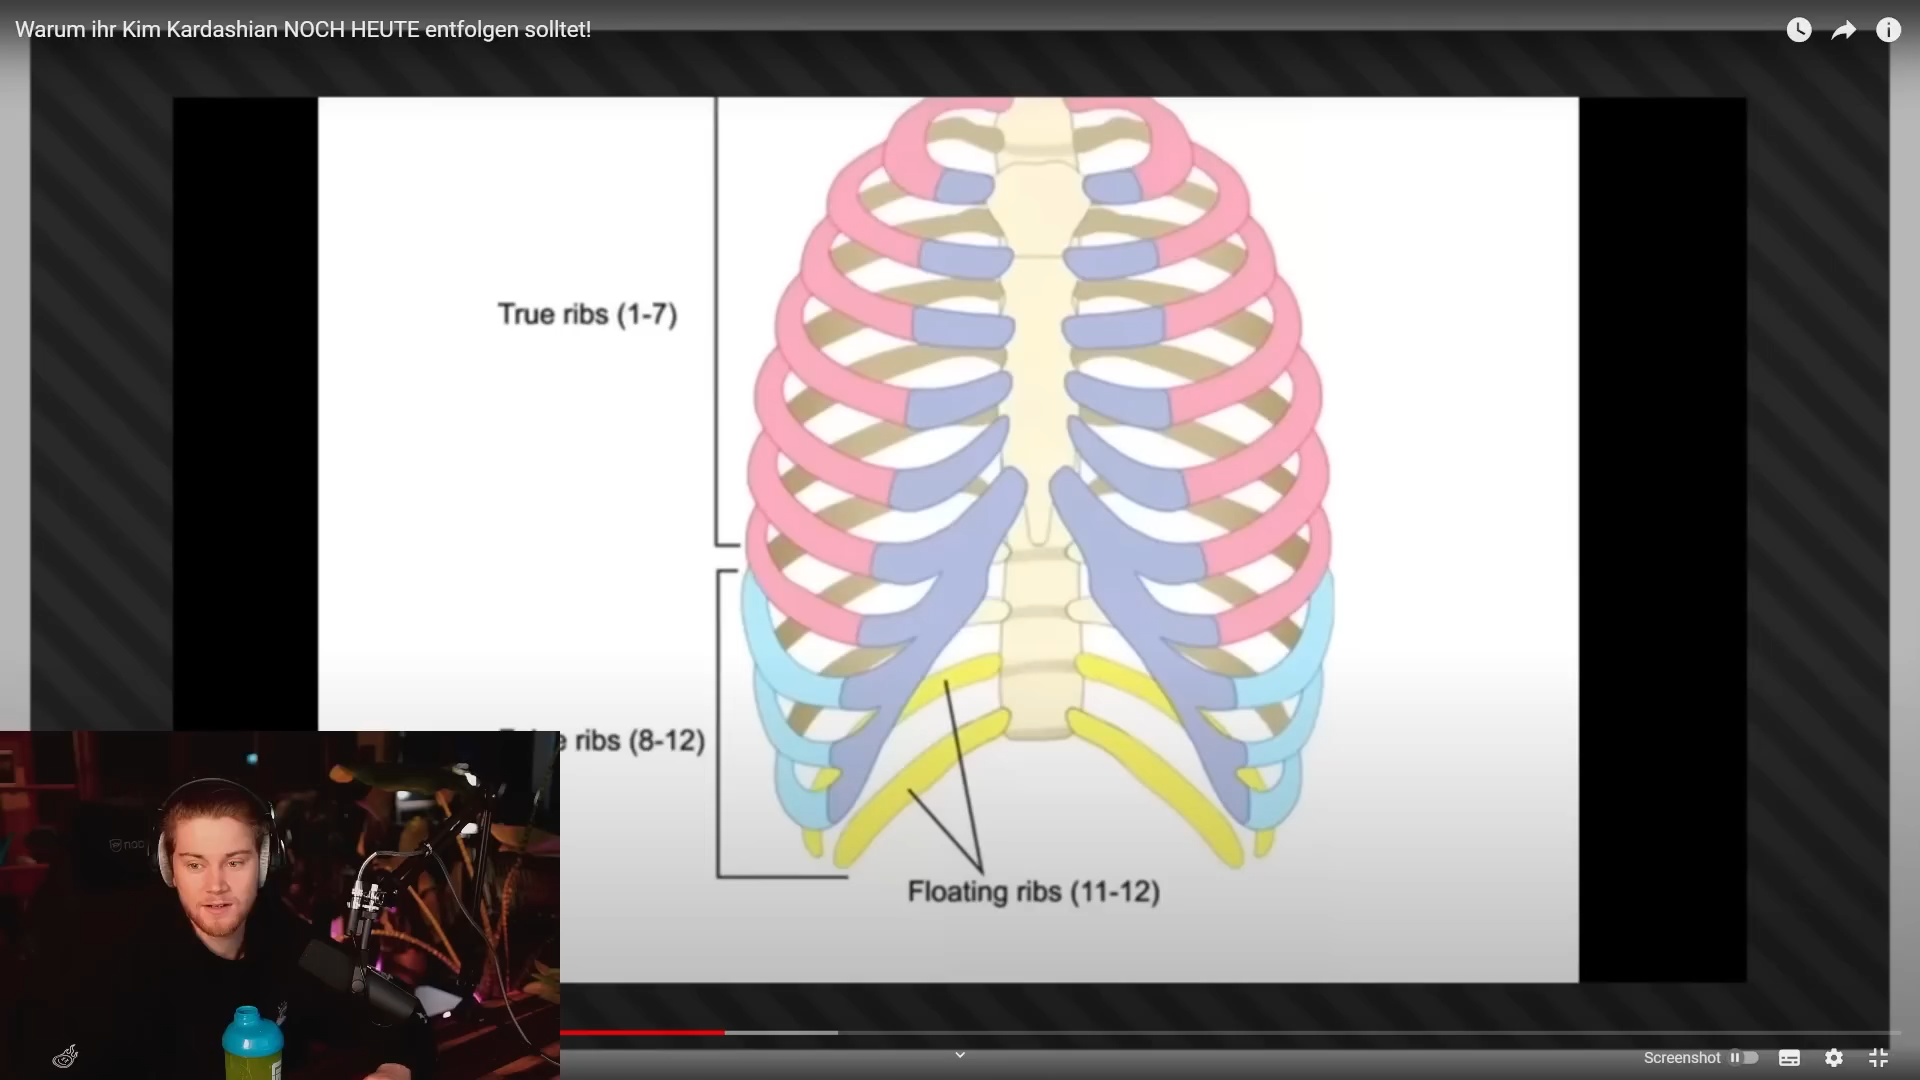 Warum ihr Kim Kardashian NOCH HEUTE entfolgen solltet!
True ribs (1-7)
ribs (8-12)
Floating ribs (11-12)
Screenshot